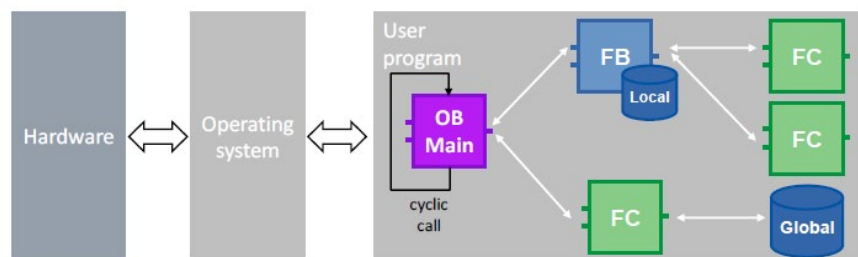 Hardware
Operating
system
User
program
OB
Main
cyclic
call
FB
Local
FC
FC
FC
Global